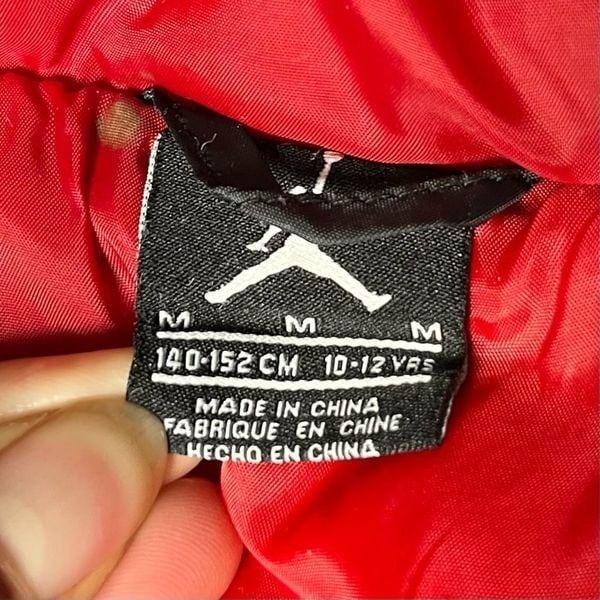 M M M
140-152 CM 10-12 YRS
MADE IN CHINA
FABRIQUE EN CHINE
HECHO EN CHINA